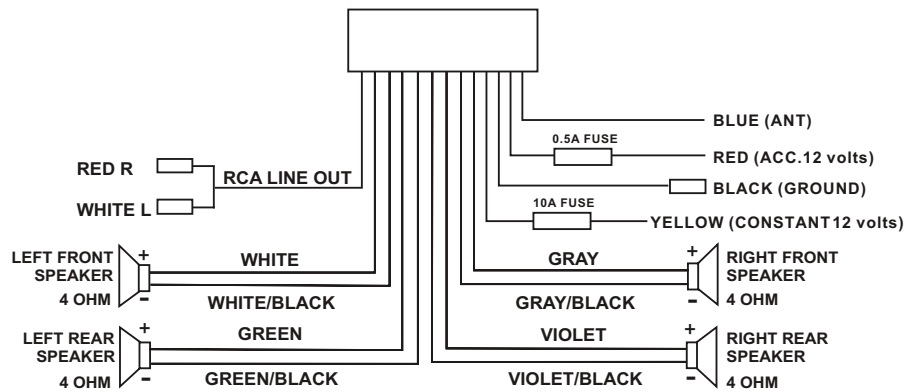 BLUE (ANT)
0.5A FUSE
RED (ACC.12 volts)
RED R
RCA LINE OUT
BLACK (GROUND)
WHITE L
10A FUSE
YELLOW (CONSTANT 12 volts)
LEFT FRONT
SPEAKER
4 OHM
+
-
WHITE
WHITE/BLACK
GRAY
GRAY/BLACK
+
-
RIGHT FRONT
SPEAKER
4 OHM
LEFT REAR
SPEAKER
4 OHM
+
-
GREEN
GREEN/BLACK
VIOLET
VIOLET/BLACK
+
-
RIGHT REAR
SPEAKER
4 OHM